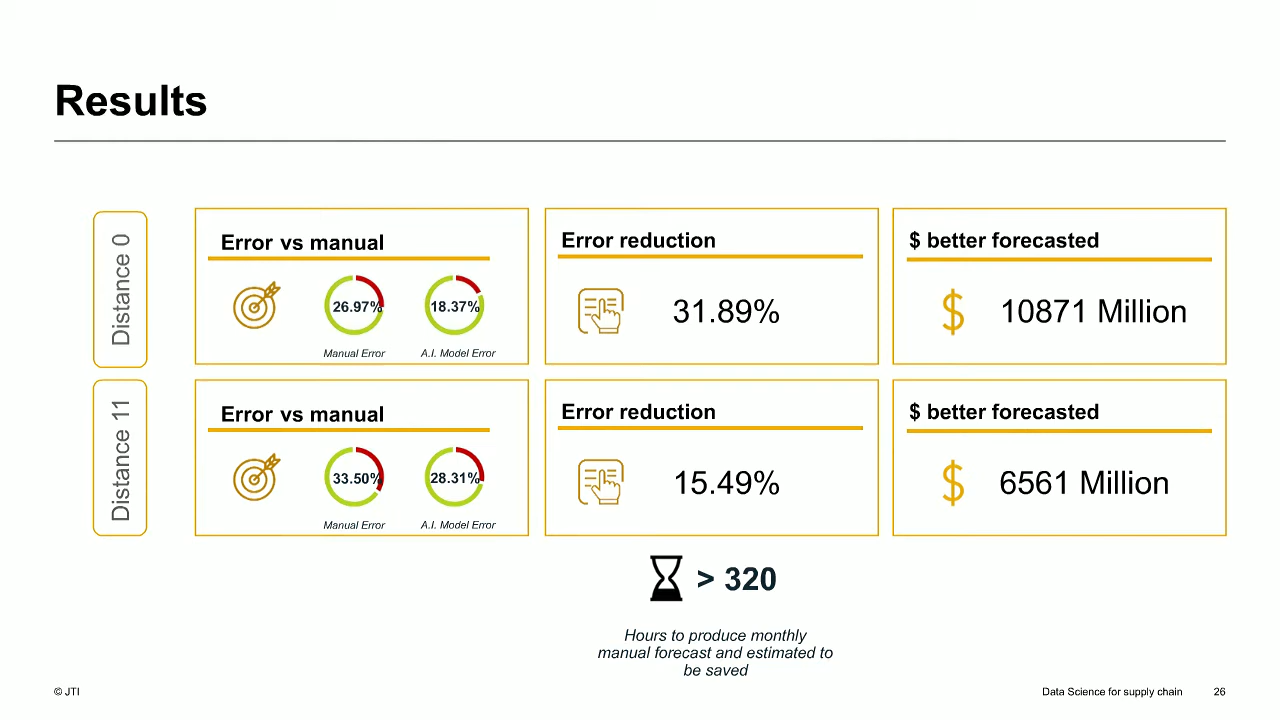 Results
Distance 0
Error vs manual
26.97%
18.37%
Manual Error
A.I. Model Error
Error reduction
31.89%
$ better forecasted
$
10871 Million
Distance 11
Error vs manual
33.50%
28.31%
Manual Error
A.I. Model Error
Error reduction
15.49%
$ better forecasted
$
6561 Million
> 320
Hours to produce monthly
manual forecast and estimated to
be saved
© JTI
Data Science for supply chain
26